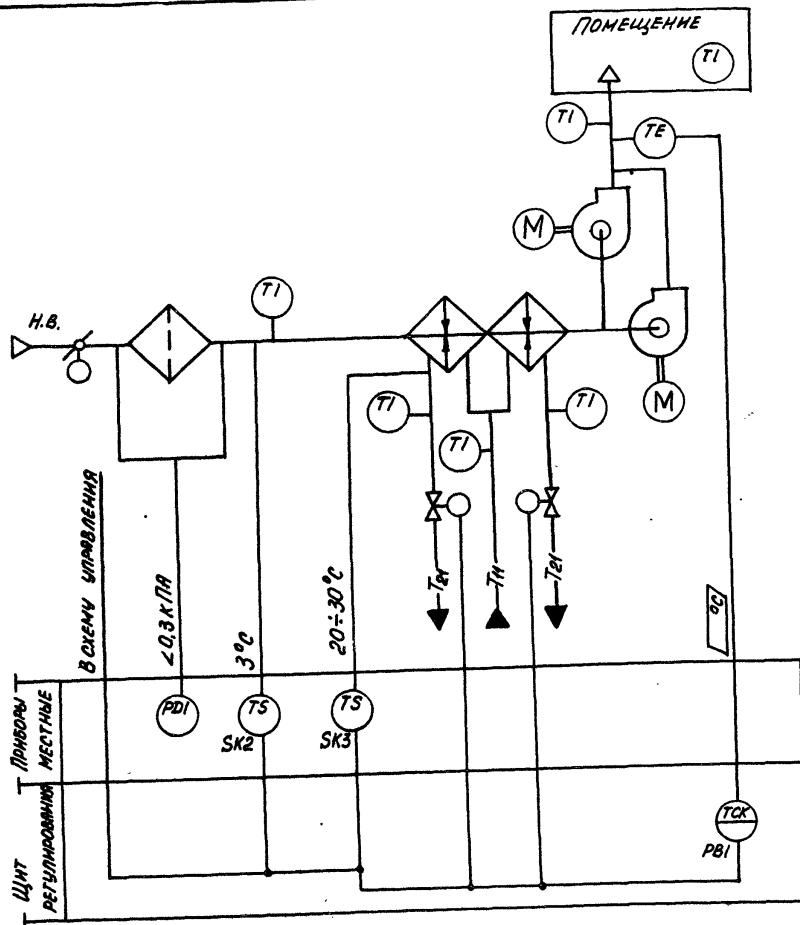 ПОМЕЩЕНИЕ
TI
TI
TE
M
TI
Н.В.
M
TI
TI
TI
В СХЕМУ УПРАВЛЕНИЯ
<0,3 кПА
3°C
20÷30°C
T21
T11
T21
°C
ПРИБОРЫ
МЕСТНЫЕ
PDI
TS
SK2
TS
SK3
ЩИТ
РЕГУЛИРОВАНИЯ
TCK
PB1